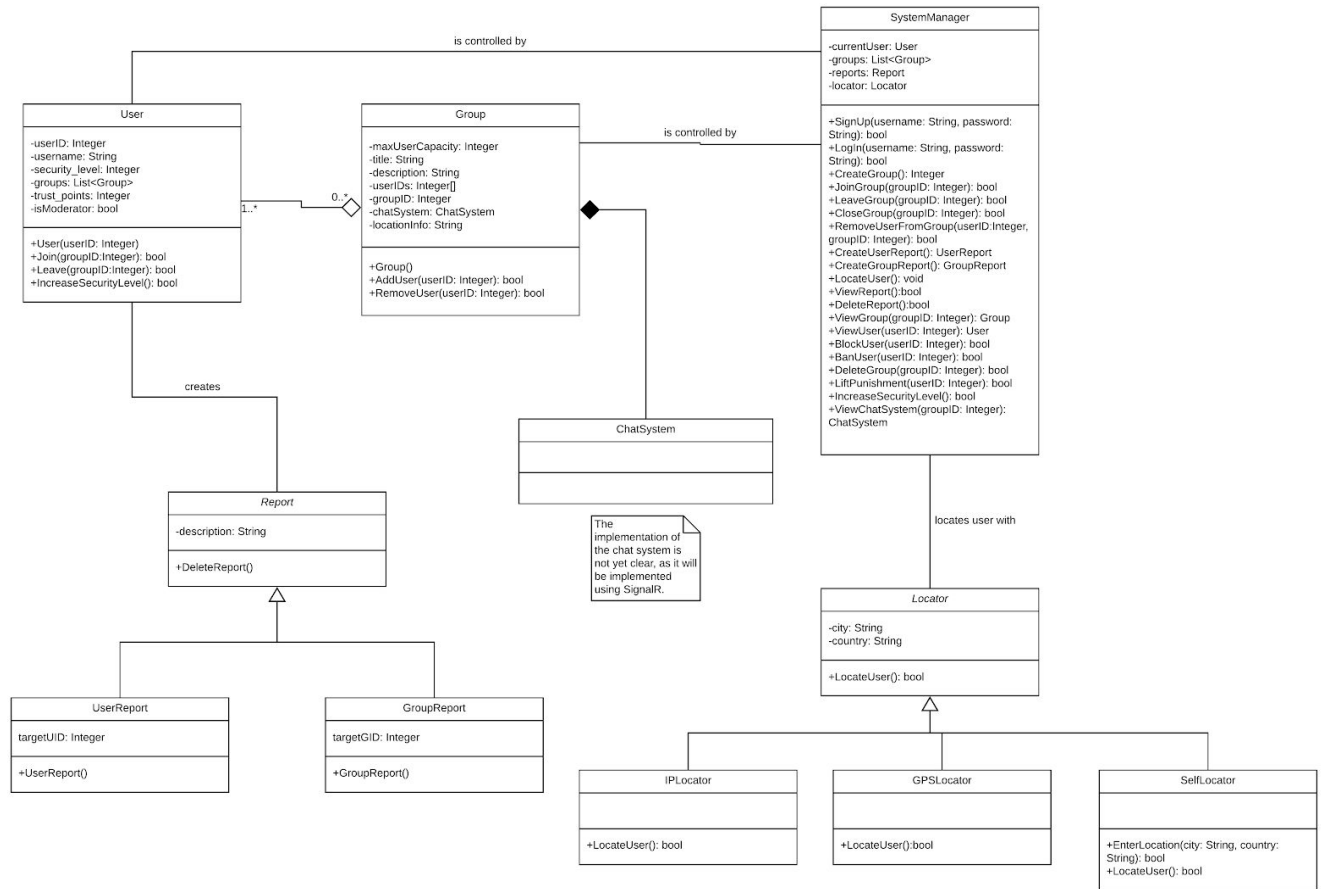 SystemManager
-currentUser: User
-groups: List<Group>
-reports: Report
-locator: Locator
+SignUp(username: String, password:
String): bool
+LogIn(username: String, password:
String): bool
+CreateGroup(): Integer
+JoinGroup(groupID: Integer): bool
+LeaveGroup(groupID: Integer): bool
+CloseGroup(groupID: Integer): bool
+RemoveUserFromGroup(userID:Integer,
groupID: Integer): bool
+CreateUserReport(): UserReport
+CreateGroupReport(): GroupReport
+LocateUser(): void
+ViewReport():bool
+DeleteReport():bool
+ViewGroup(groupID: Integer): Group
+ViewUser(userID: Integer): User
+BlockUser(userID: Integer): bool
+BanUser(userID: Integer): bool
+DeleteGroup(groupID: Integer): bool
+LiftPunishment(userID: Integer): bool
+IncreaseSecurityLevel(): bool
+ViewChatSystem(groupID: Integer):
ChatSystem
is controlled by
User
-userID: Integer
-username: String
-security_level: Integer
-groups: List<Group>
-trust_points: Integer
-isModerator: bool
+User(userID: Integer)
+Join(groupID:Integer): bool
+Leave(groupID:Integer): bool
+IncreaseSecurityLevel(): bool
1..*
0..*
Group
-maxUserCapacity: Integer
-title: String
-description: String
-userIDs: Integer[]
-groupID: Integer
-chatSystem: ChatSystem
-locationInfo: String
+Group()
+AddUser(userID: Integer): bool
+RemoveUser(userID: Integer): bool
is controlled by
creates
ChatSystem
The
implementation of
the chat system is
not yet clear, as it will
be implemented
using SignalR.
Report
-description: String
+DeleteReport()
locates user with
Locator
-city: String
-country: String
+LocateUser(): bool
UserReport
targetUID: Integer
+UserReport()
GroupReport
targetGID: Integer
+GroupReport()
IPLocator
+LocateUser(): bool
GPSLocator
+LocateUser():bool
SelfLocator
+EnterLocation(city: String, country:
String): bool
+LocateUser(): bool